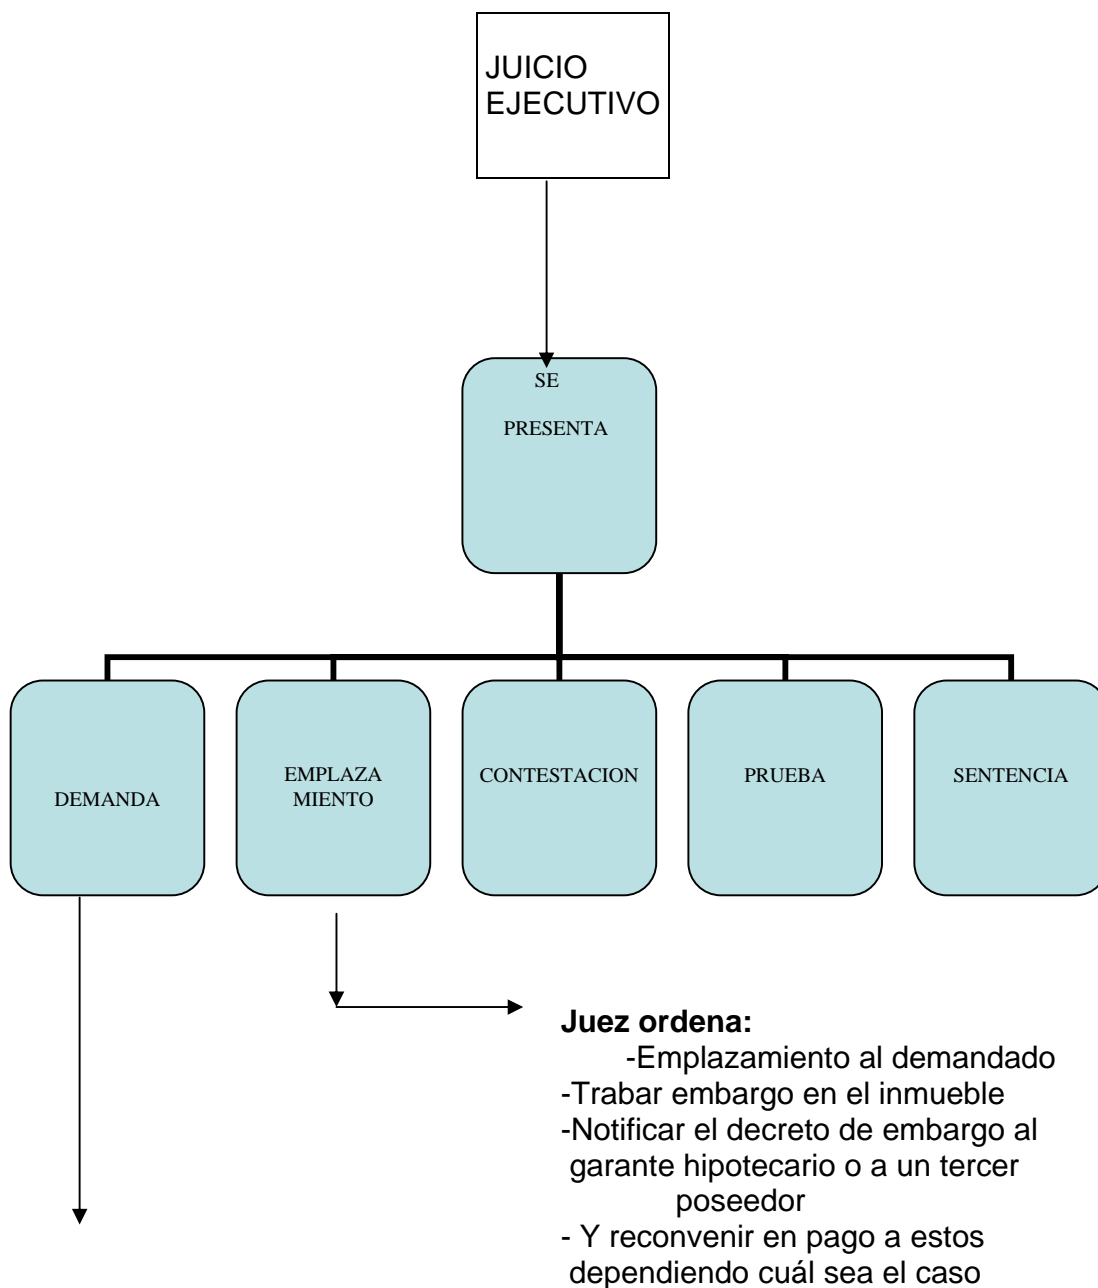 JUICIO
EJECUTIVO
SE
PRESENTA
DEMANDA
EMPLAZA
MIENTO
CONTESTACION
PRUEBA
SENTENCIA
Juez ordena:
-Emplazamiento al demandado
-Trabar embargo en el inmueble
-Notificar el decreto de embargo al
garante hipotecario o a un tercer
poseedor
- Y reconvenir en pago a estos
dependiendo cuál sea el caso